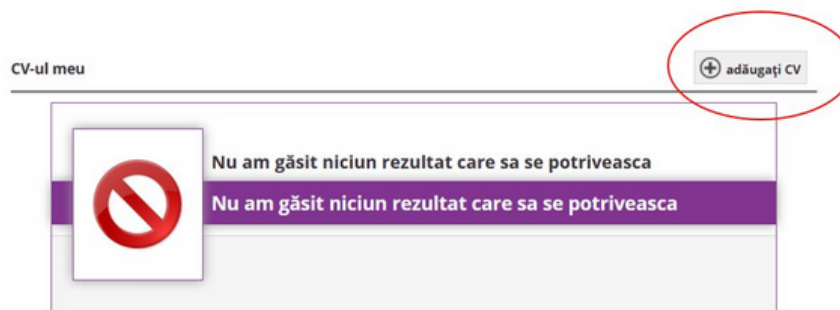 CV-ul meu
adăugați CV
Nu am găsit niciun rezultat care sa se potriveasca
Nu am găsit niciun rezultat care sa se potriveasca